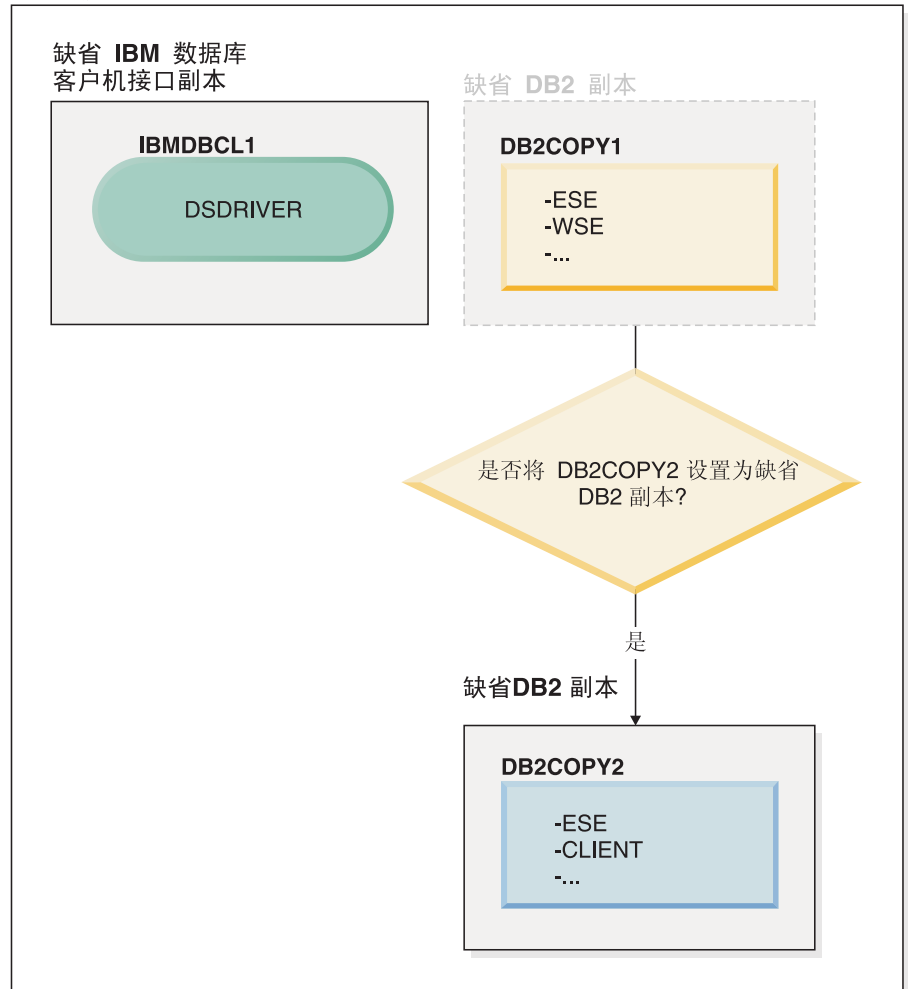 缺省 IBM 数据库
客户机接口副本
IBMDBCL1
DSDRIVER
缺省 DB2 副本
DB2COPY1
-ESE
-WSE
-...
是否将 DB2COPY2 设置为缺省
DB2 副本?
是
缺省DB2 副本
DB2COPY2
-ESE
-CLIENT
-...